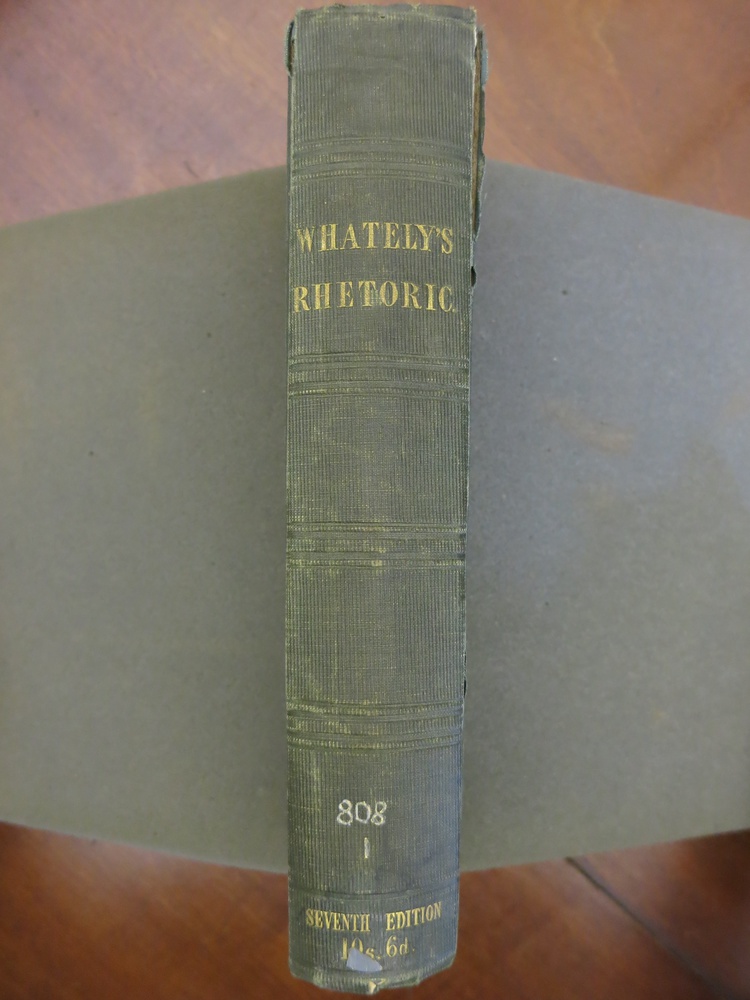 WHATELY'S
RHETORIC.
808
1
SEVENTH EDITION
10s. 6d.